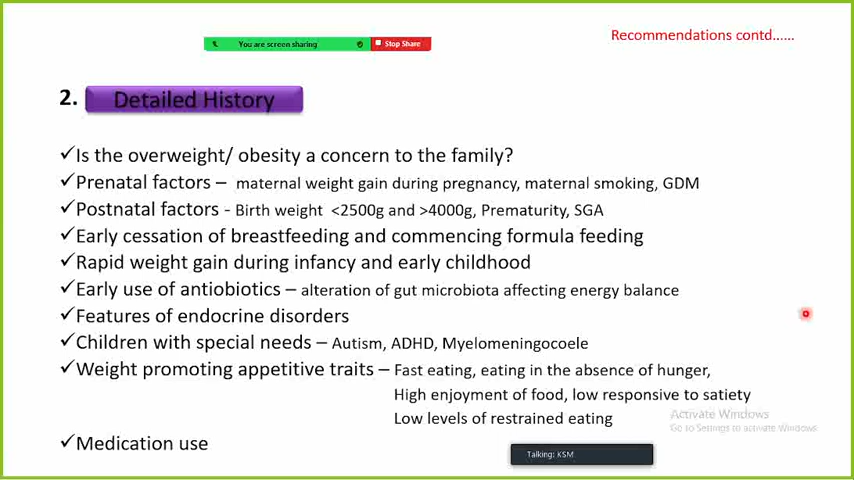 Recommendations contd......
You are screen sharing
Stop Share
2. Detailed History
✓Is the overweight/ obesity a concern to the family?
✓Prenatal factors – maternal weight gain during pregnancy, maternal smoking, GDM
✓Postnatal factors - Birth weight <2500g and >4000g, Prematurity, SGA
✓Early cessation of breastfeeding and commencing formula feeding
✓Rapid weight gain during infancy and early childhood
✓Early use of antiobiotics – alteration of gut microbiota affecting energy balance
✓Features of endocrine disorders
✓Children with special needs – Autism, ADHD, Myelomeningocoele
✓Weight promoting appetitive traits – Fast eating, eating in the absence of hunger,
High enjoyment of food, low responsive to satiety
Low levels of restrained eating
Activate Windows
Go to Settings to activate Windows.
✓Medication use
Talking: KSM